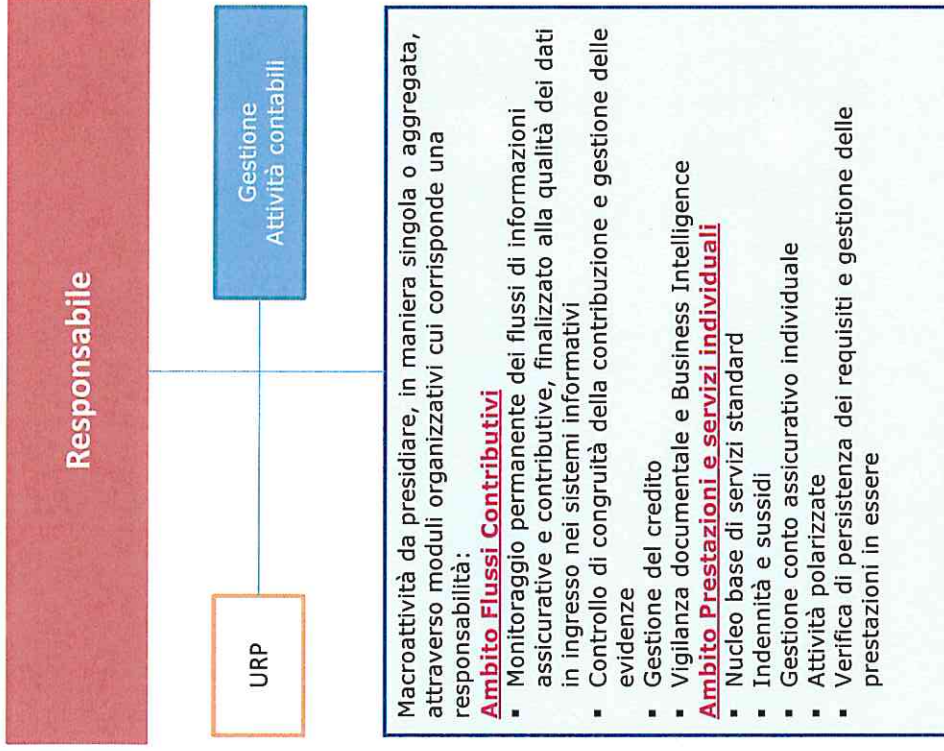 Responsabile
URP
Gestione
Attività contabili
Macroattività da presidiare, in maniera singola o aggregata,
attraverso moduli organizzativi cui corrisponde una
responsabilità:
Ambito Flussi Contributivi
▪ Monitoraggio permanente dei flussi di informazioni
assicurative e contributive, finalizzato alla qualità dei dati
in ingresso nei sistemi informativi
▪ Controllo di congruità della contribuzione e gestione delle
evidenze
▪ Gestione del credito
▪ Vigilanza documentale e Business Intelligence
Ambito Prestazioni e servizi individuali
▪ Nucleo base di servizi standard
▪ Indennità e sussidi
▪ Gestione conto assicurativo individuale
▪ Attività polarizzate
▪ Verifica di persistenza dei requisiti e gestione delle
prestazioni in essere